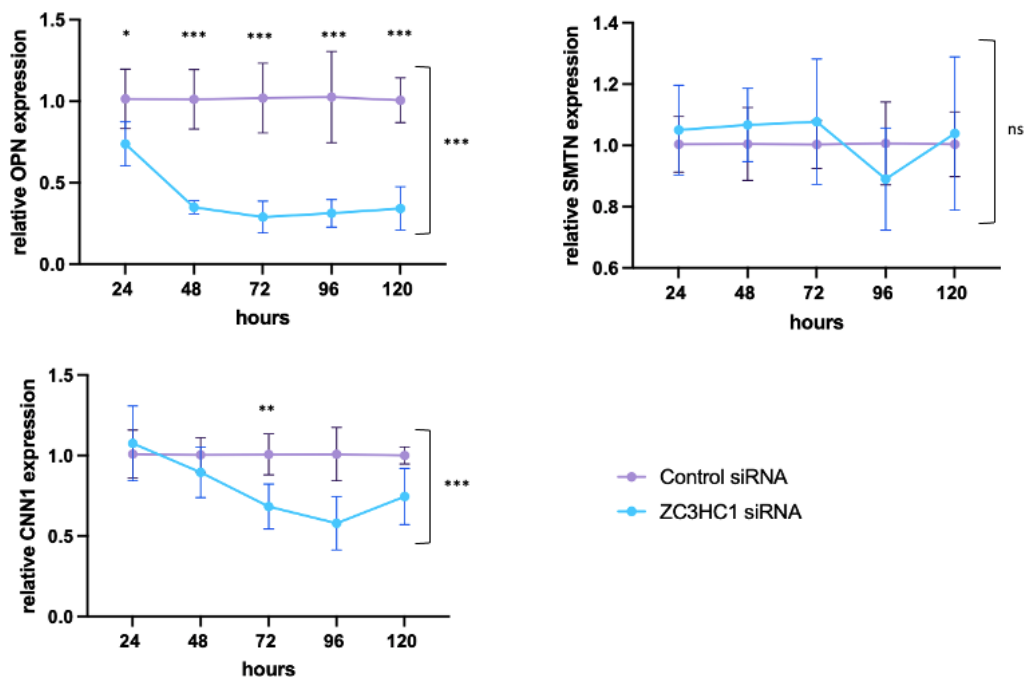 relative OPN expression
1.5
1.0
0.5
0.0
* *** *** *** ***
***
24 48 72 96 120
hours
relative SMTN expression
1.4
1.2
1.0
0.8
0.6
ns
24 48 72 96 120
hours
relative CNN1 expression
1.5
1.0
0.5
0.0
**
***
24 48 72 96 120
hours
Control siRNA
ZC3HC1 siRNA